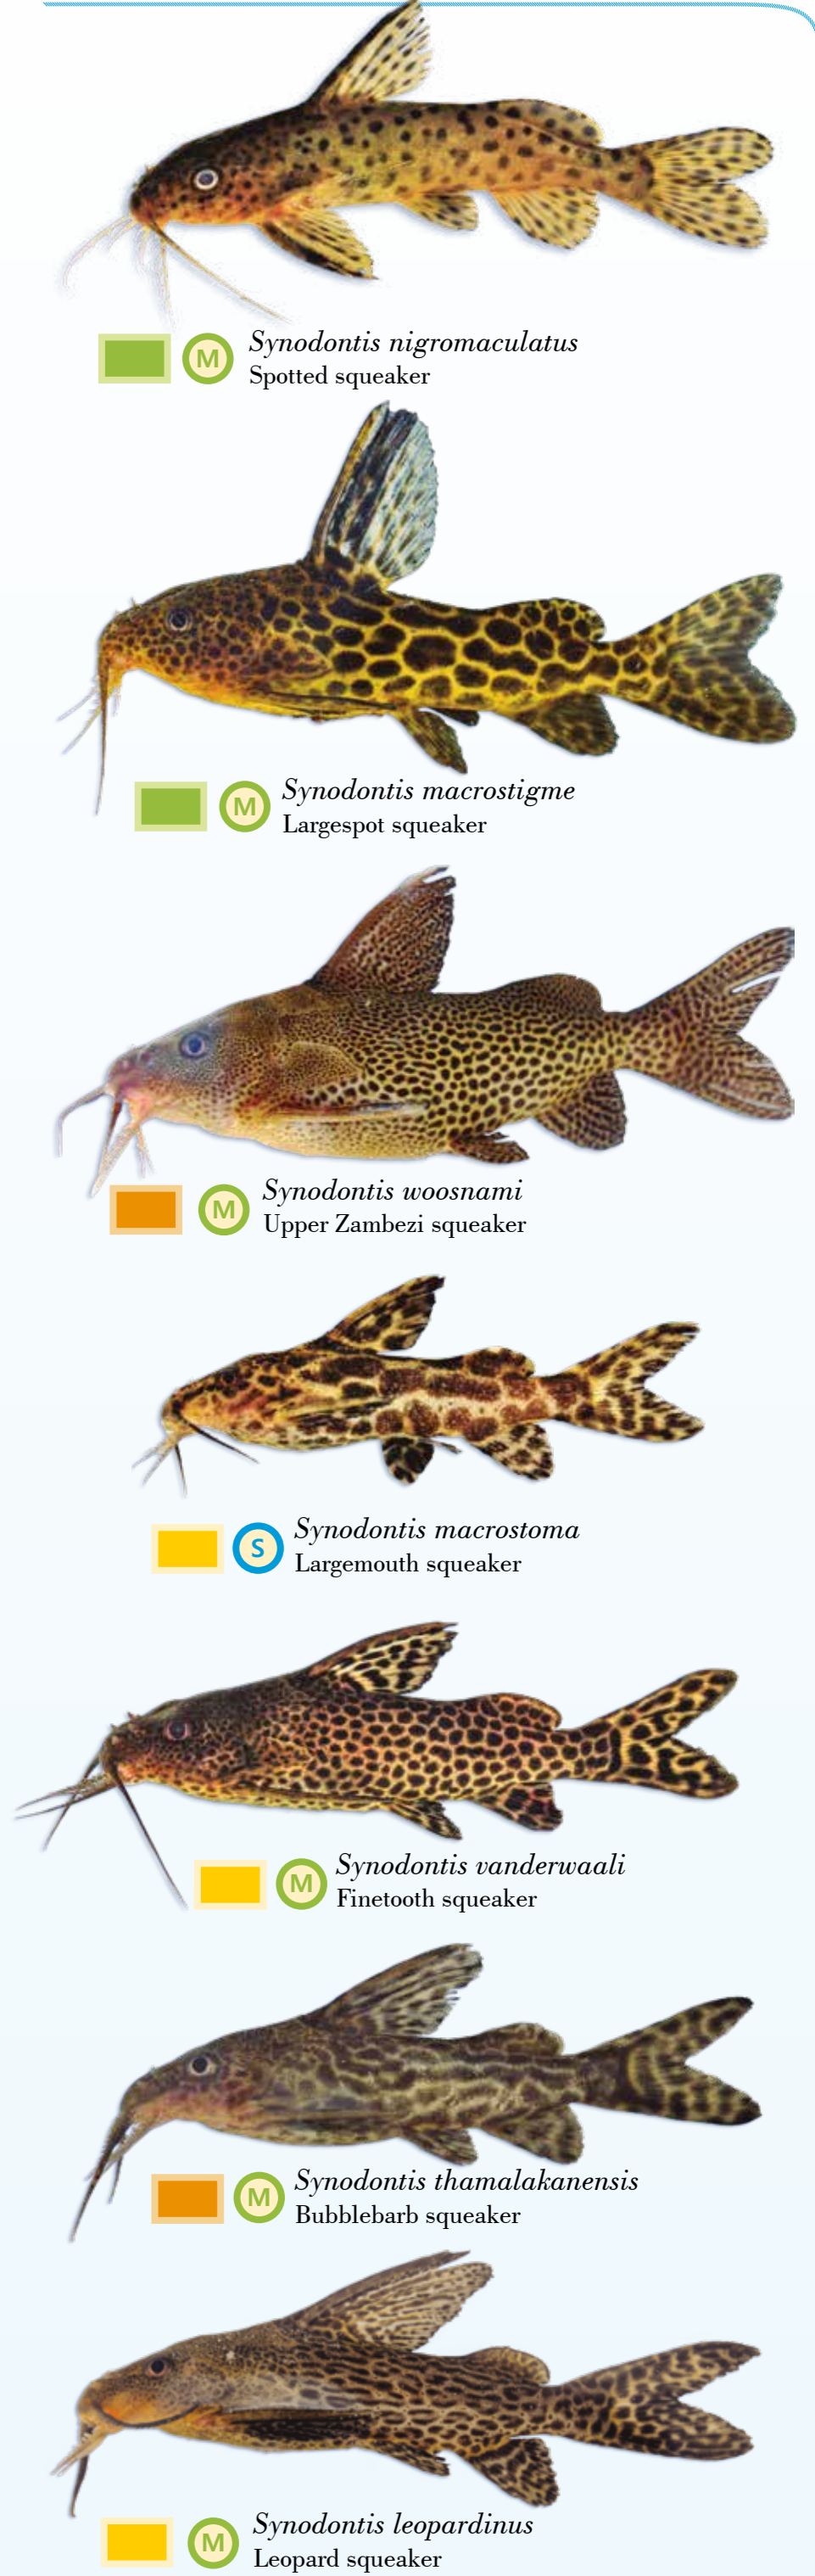 M
Synodontis nigromaculatus
Spotted squeaker
M
Synodontis macrostigme
Largespot squeaker
M
Synodontis woosnami
Upper Zambezi squeaker
S
Synodontis macrostoma
Largemouth squeaker
M
Synodontis vanderwaali
Finetooth squeaker
M
Synodontis thamalakanensis
Bubblebarb squeaker
M
Synodontis leopardinus
Leopard squeaker